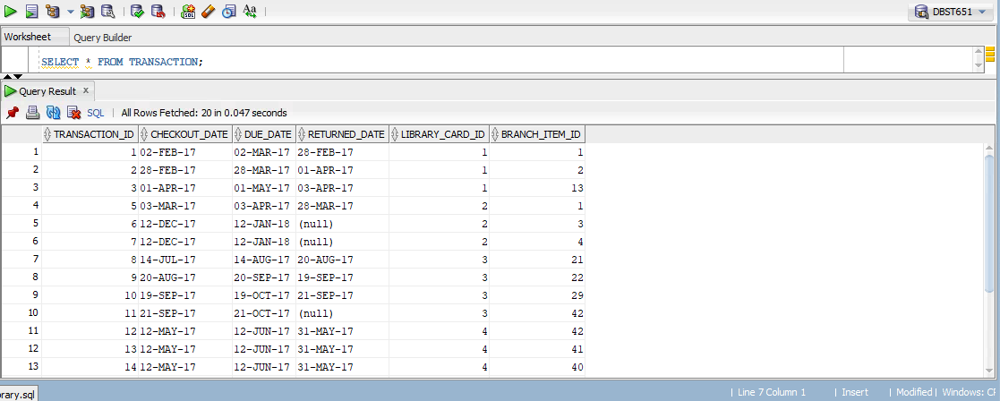 DBST651
Worksheet Query Builder
SELECT * FROM TRANSACTION;
Query Result x
SQL | All Rows Fetched: 20 in 0.047 seconds
TRANSACTION_ID CHECKOUT_DATE DUE_DATE RETURNED_DATE LIBRARY_CARD_ID BRANCH_ITEM_ID
1 1 02-FEB-17 02-MAR-17 28-FEB-17 1 1
2 2 28-FEB-17 28-MAR-17 01-APR-17 1 2
3 3 01-APR-17 01-MAY-17 03-APR-17 1 13
4 5 03-MAR-17 03-APR-17 28-MAR-17 2 1
5 6 12-DEC-17 12-JAN-18 (null) 2 3
6 7 12-DEC-17 12-JAN-18 (null) 2 4
7 8 14-JUL-17 14-AUG-17 20-AUG-17 3 21
8 9 20-AUG-17 20-SEP-17 19-SEP-17 3 22
9 10 19-SEP-17 19-OCT-17 21-SEP-17 3 29
10 11 21-SEP-17 21-OCT-17 (null) 3 42
11 12 12-MAY-17 12-JUN-17 31-MAY-17 4 42
12 13 12-MAY-17 12-JUN-17 31-MAY-17 4 41
13 14 12-MAY-17 12-JUN-17 31-MAY-17 4 40
rary.sql | Line 7 Column 1 | Insert | Modified | Windows: C